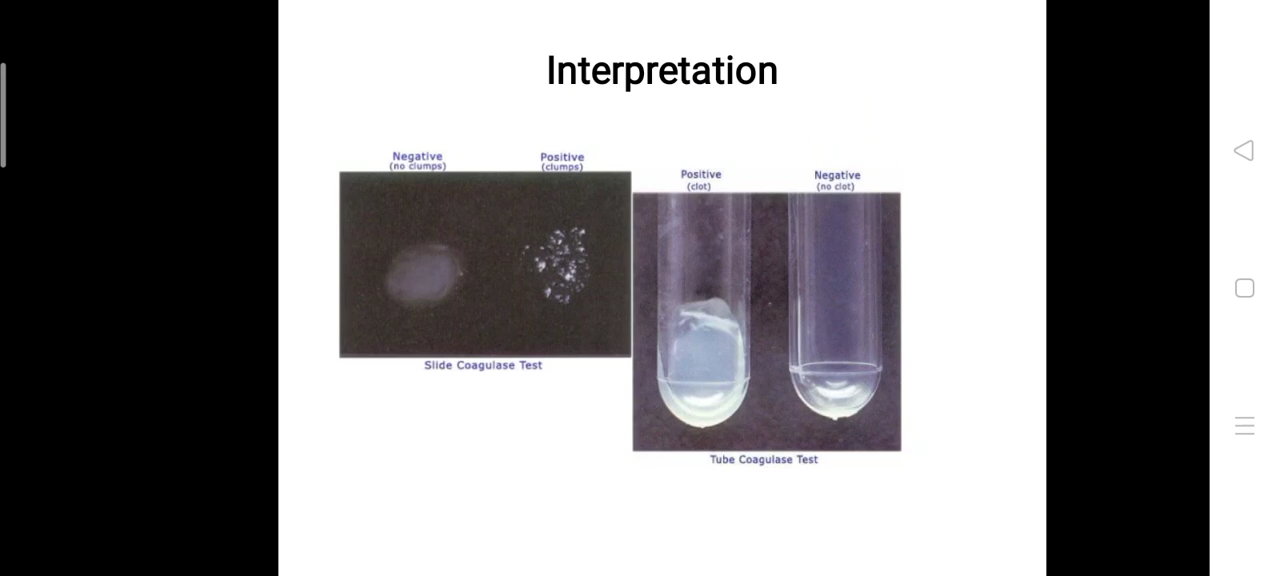 Interpretation
Negative
(no clumps)
Positive
(clumps)
Slide Coagulase Test
Positive
(clot)
Negative
(no clot)
Tube Coagulase Test